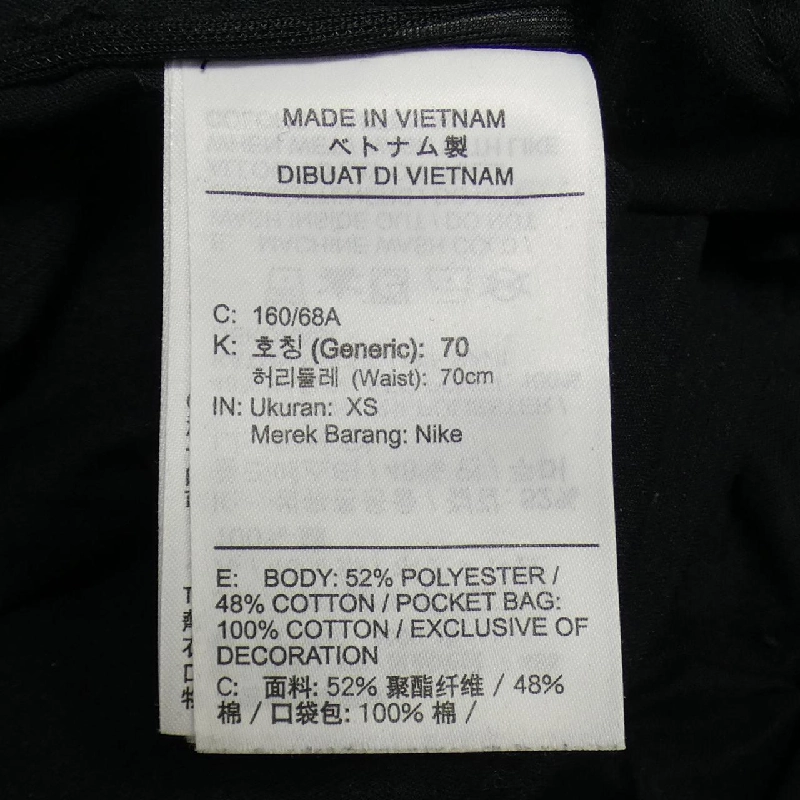 MADE IN VIETNAM
ベトナム製
DIBUAT DI VIETNAM
C: 160/68A
K: 호칭 (Generic): 70
허리둘레 (Waist): 70cm
IN: Ukuran: XS
Merek Barang: Nike
E: BODY: 52% POLYESTER /
48% COTTON / POCKET BAG:
100% COTTON / EXCLUSIVE OF
DECORATION
C: 面料: 52% 聚酯纤维 / 48%
棉 / 口袋包: 100% 棉 /